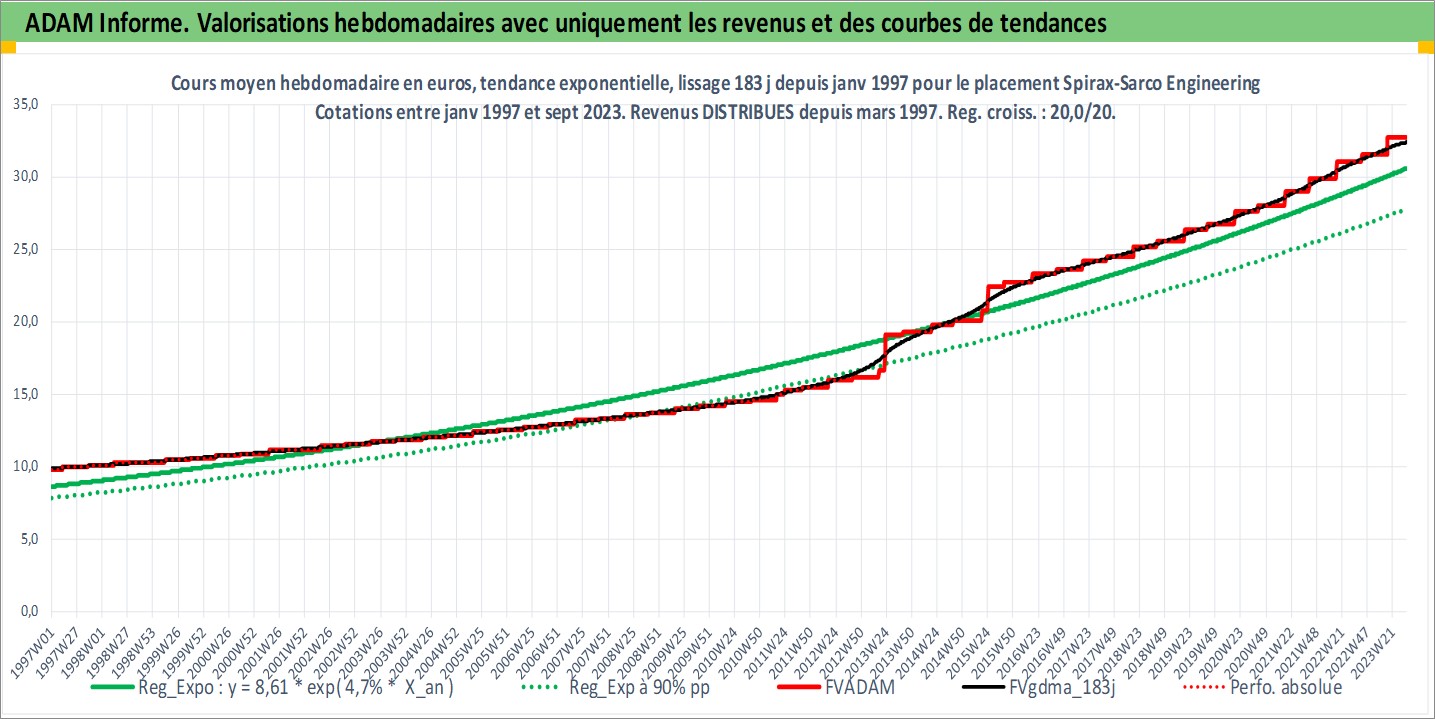 ADAM Informe. Valorisations hebdomadaires avec uniquement les revenus et des courbes de tendances
Cours moyen hebdomadaire en euros, tendance exponentielle, lissage 183 j depuis janv 1997 pour le placement Spirax-Sarco Engineering
Cotations entre janv 1997 et sept 2023. Revenus DISTRIBUES depuis mars 1997. Reg. croiss. : 20,0/20.
35,0
30,0
25,0
20,0
15,0
10,0
5,0
0,0
1997W01
1997W27
1998W01
1998W27
1998W53
1999W26
1999W52
2000W26
2000W52
2001W26
2001W52
2002W26
2002W52
2003W26
2003W52
2004W26
2004W52
2005W25
2005W51
2006W25
2006W51
2007W25
2007W51
2008W25
2008W51
2009W25
2009W51
2010W24
2010W50
2011W24
2011W50
2012W24
2012W50
2013W24
2013W50
2014W24
2014W50
2015W24
2015W50
2016W23
2016W49
2017W23
2017W49
2018W23
2018W49
2019W23
2019W49
2020W23
2020W49
2021W22
2021W48
2022W21
2022W47
2023W21
Reg_Expo : y = 8,61 * exp( 4,7% * X_an )
Reg_Exp à 90% pp
FVADAM
FVgdma_183j
Perfo. absolue